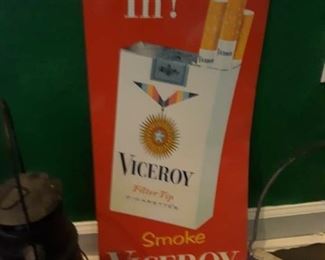 In!
VICEROY
Filter Tip
CIGARETTES
Smoke
VICEROY